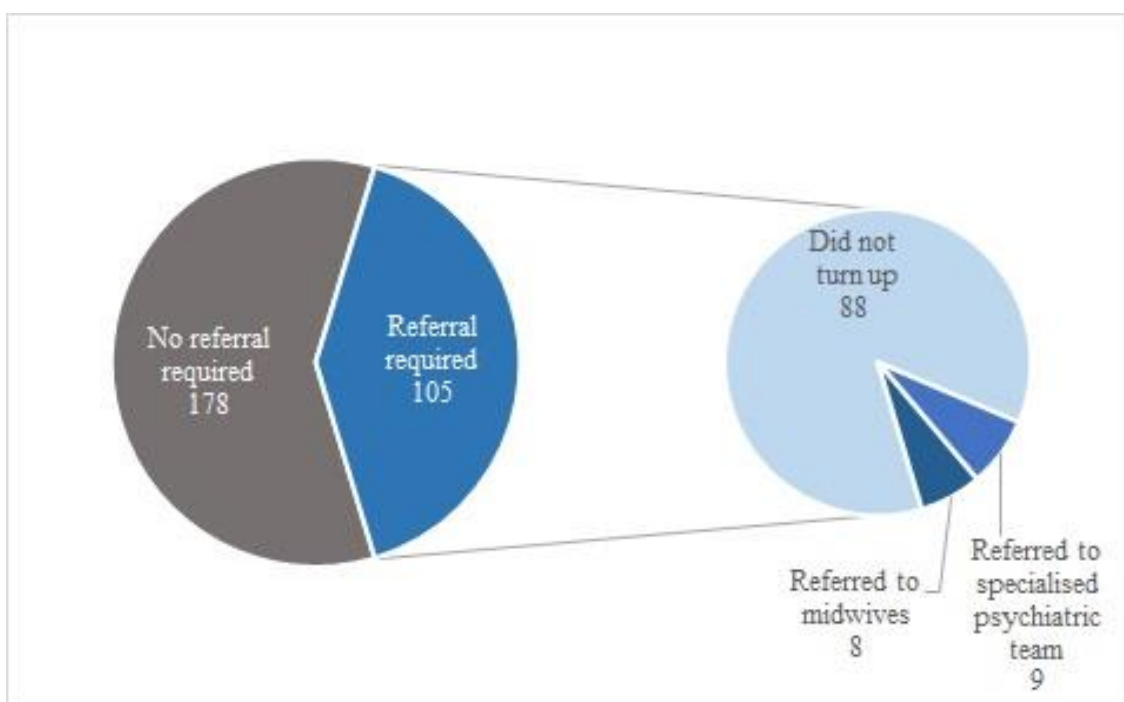 No referral
required
178
Referral
required
105
Did not
turn up
88
Referred to
midwives
8
Referred to
specialised
psychiatric
team
9